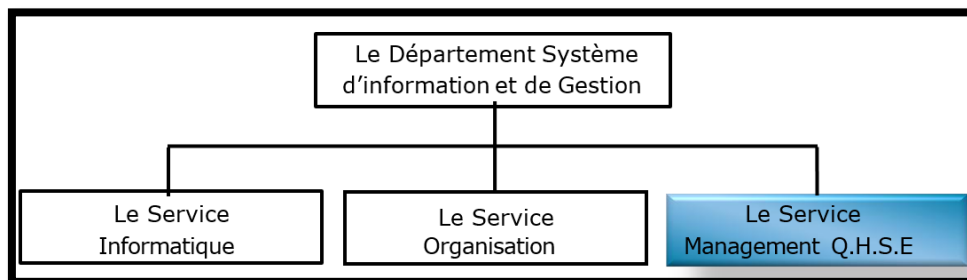 Le Département Système
d’information et de Gestion
Le Service
Informatique
Le Service
Organisation
Le Service
Management Q.H.S.E